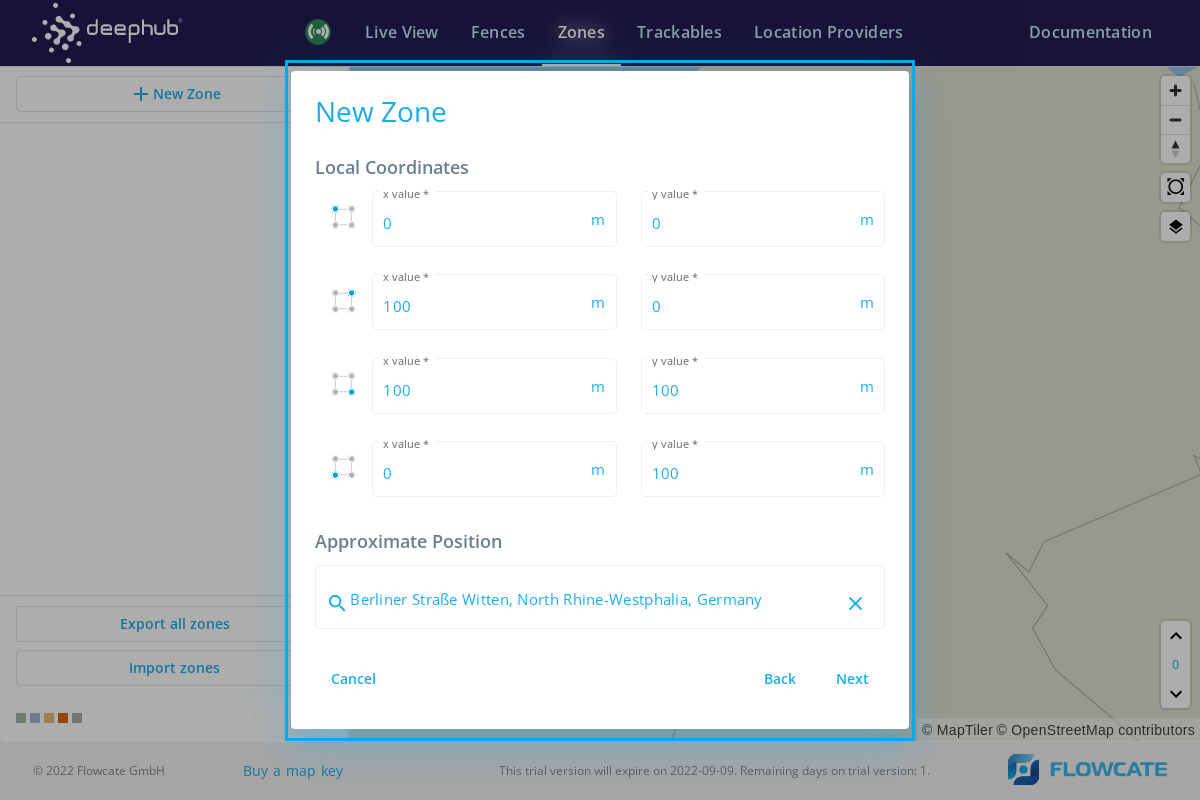 deephub
Live View
Fences
Zones
Trackables
Location Providers
Documentation
New Zone
New Zone
Local Coordinates
x value *
0 m
y value *
0 m
x value *
100 m
y value *
0 m
x value *
100 m
y value *
100 m
x value *
0 m
y value *
100 m
Approximate Position
Berliner Straße Witten, North Rhine-Westphalia, Germany
Cancel
Back
Next
Export all zones
Import zones
0
© MapTiler © OpenStreetMap contributors
© 2022 Flowcate GmbH
Buy a map key
This trial version will expire on 2022-09-09. Remaining days on trial version: 1.
FLOWCATE